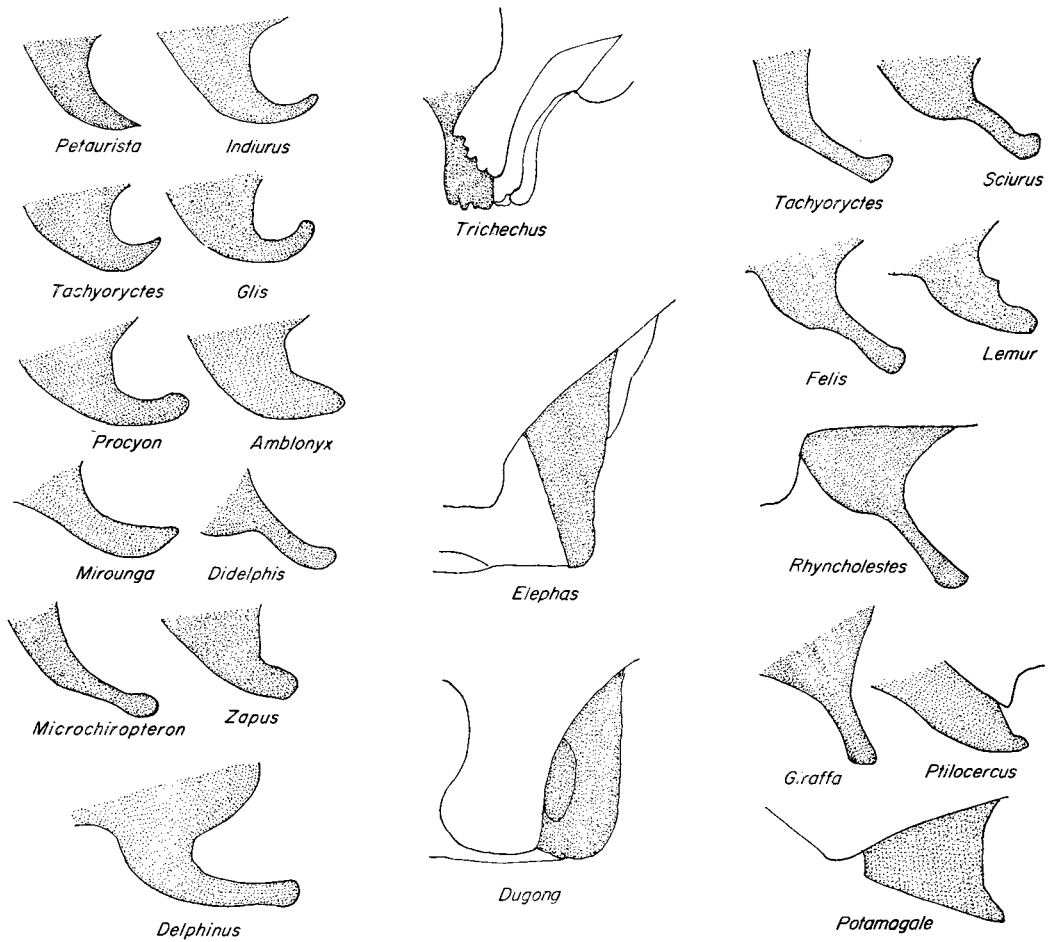 Petaurista
Indiurus
Tachyoryctes
Glis
Procyon
Amblonyx
Mirounga
Didelphis
Microchiropteron
Zapus
Delphinus
Trichechus
Elephas
Dugong
Tachyoryctes
Sciurus
Felis
Lemur
Rhyncholestes
G.raffa
Ptilocercus
Potamogale